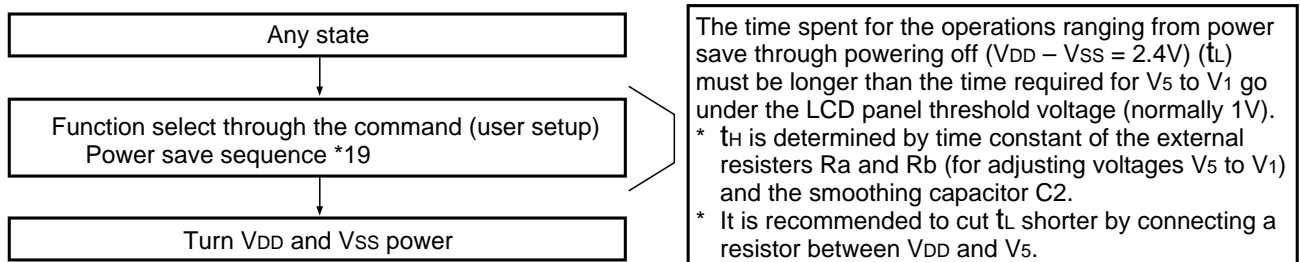 Any state
Function select through the command (user setup)
Power save sequence *19
Turn VDD and VSS power
The time spent for the operations ranging from power
save through powering off (VDD – VSS = 2.4V) (tL)
must be longer than the time required for V5 to V1 go
under the LCD panel threshold voltage (normally 1V).
* tH is determined by time constant of the external
resisters Ra and Rb (for adjusting voltages V5 to V1)
and the smoothing capacitor C2.
* It is recommended to cut tL shorter by connecting a
resistor between VDD and V5.